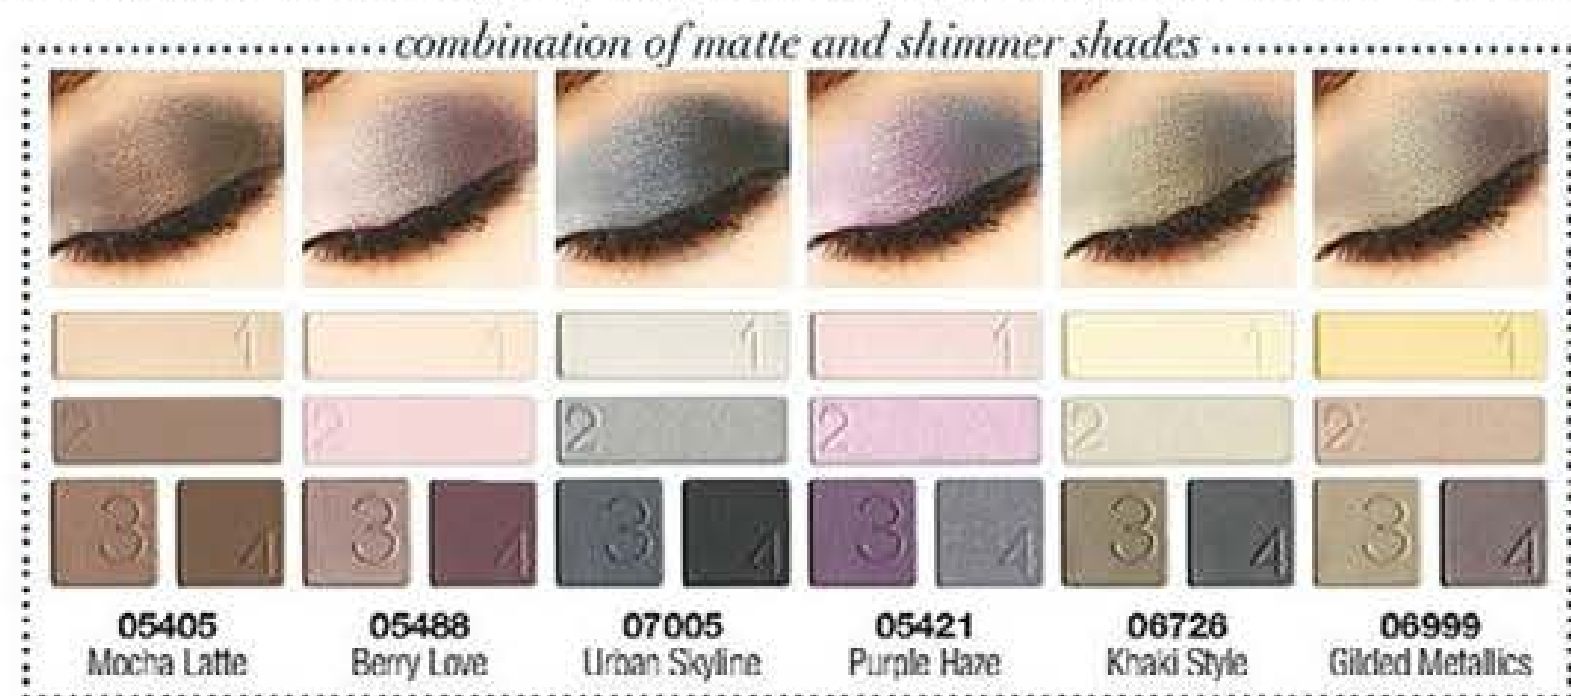 combination of matte and shimmer shades
1 1 1 1 1 1
2 2 2 2 2 2
3 4 3 4 3 4 3 4 3 4 3 4
05405 05488 07005 05421 06726 06999
Mocha Latte Berry Love Urban Skyline Purple Haze Khaki Style Gilded Metallics